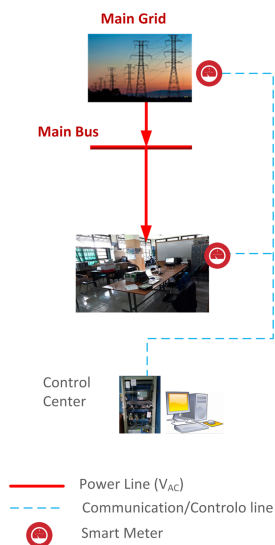 Main Grid
Main Bus
Control
Center
Power Line (VAC)
Communication/Controlo line
Smart Meter